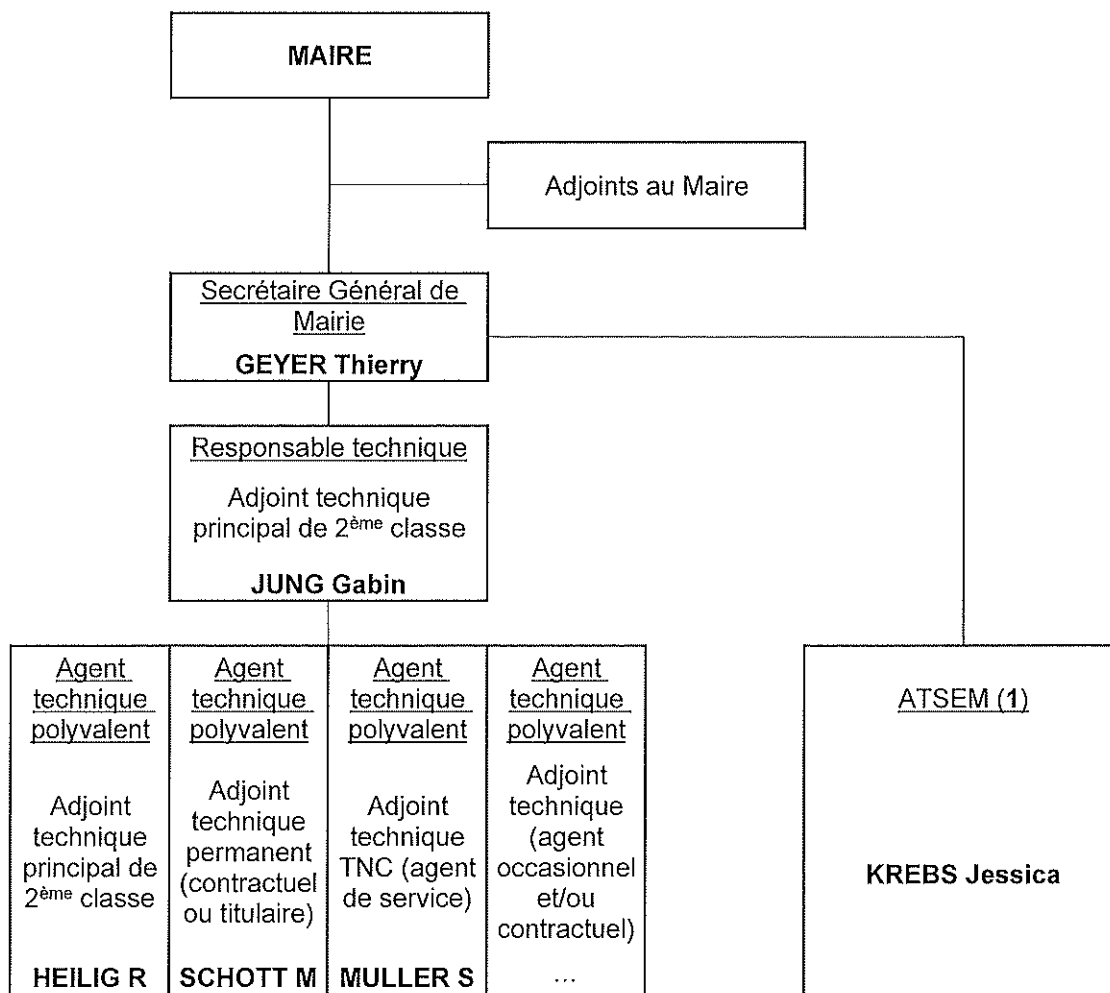 MAIRE
Adjoints au Maire
Secrétaire Général de
Mairie
GEYER Thierry
Responsable technique
Adjoint technique
principal de 2ème classe
JUNG Gabin
Agent
technique
polyvalent
Adjoint
technique
principal de
2ème classe
HEILIG R
Agent
technique
polyvalent
Adjoint
technique
permanent
(contractuel
ou titulaire)
SCHOTT M
Agent
technique
polyvalent
Adjoint
technique
TNC (agent
de service)
MULLER S
Agent
technique
polyvalent
Adjoint
technique
(agent
occasionnel
et/ou
contractuel)
...
ATSEM (1)
KREBS Jessica